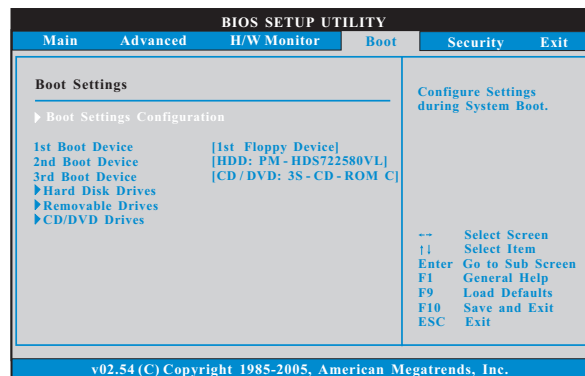 BIOS SETUP UTILITY
Main Advanced H/W Monitor Boot Security Exit
Boot Settings
Boot Settings Configuration
1st Boot Device [1st Floppy Device]
2nd Boot Device [HDD: PM - HDS722580VL]
3rd Boot Device [CD / DVD: 3S - CD - ROM C]
Hard Disk Drives
Removable Drives
CD/DVD Drives
Configure Settings
during System Boot.
←→ Select Screen
↑↓ Select Item
Enter Go to Sub Screen
F1 General Help
F9 Load Defaults
F10 Save and Exit
ESC Exit
v02.54 (C) Copyright 1985-2005, American Megatrends, Inc.